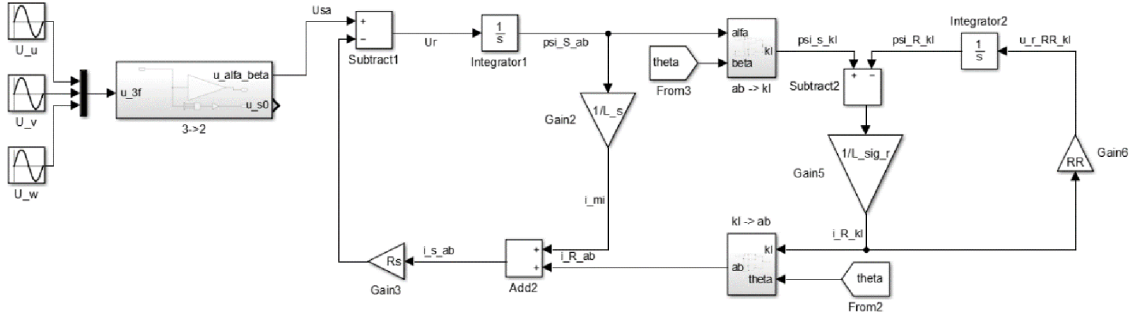 U_u
U_v
U_w
u_3f
u_alfa_beta
u_s0
3->2
Usa
+
−
Subtract1
Ur
1
s
Integrator1
psi_S_ab
1/L_s
Gain2
i_mi
theta
From3
alfa
beta
kl
ab -> kl
psi_s_kl
psi_R_kl
+ −
Subtract2
Integrator2
1
s
u_r_RR_kl
1/L_sig_r
Gain5
RR
Gain6
i_R_kl
kl -> ab
kl
ab
theta
theta
From2
i_R_ab
+
+
Add2
i_s_ab
Rs
Gain3